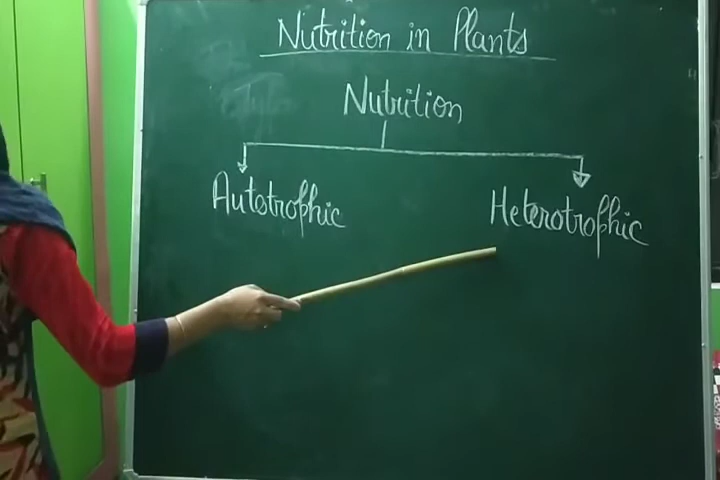 Nutrition in Plants
Nutrition
Autotrophic
Heterotrophic